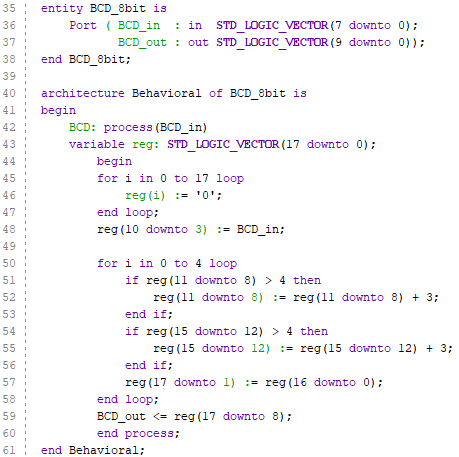 35 entity BCD_8bit is
36     Port ( BCD_in  : in  STD_LOGIC_VECTOR(7 downto 0);
37            BCD_out : out STD_LOGIC_VECTOR(9 downto 0));
38 end BCD_8bit;
39
40 architecture Behavioral of BCD_8bit is
41 begin
42     BCD: process(BCD_in)
43     variable reg: STD_LOGIC_VECTOR(17 downto 0);
44         begin
45         for i in 0 to 17 loop
46             reg(i) := '0';
47         end loop;
48         reg(10 downto 3) := BCD_in;
49
50         for i in 0 to 4 loop
51             if reg(11 downto 8) > 4 then
52                 reg(11 downto 8) := reg(11 downto 8) + 3;
53             end if;
54             if reg(15 downto 12) > 4 then
55                 reg(15 downto 12) := reg(15 downto 12) + 3;
56             end if;
57             reg(17 downto 1) := reg(16 downto 0);
58         end loop;
59         BCD_out <= reg(17 downto 8);
60         end process;
61 end Behavioral;